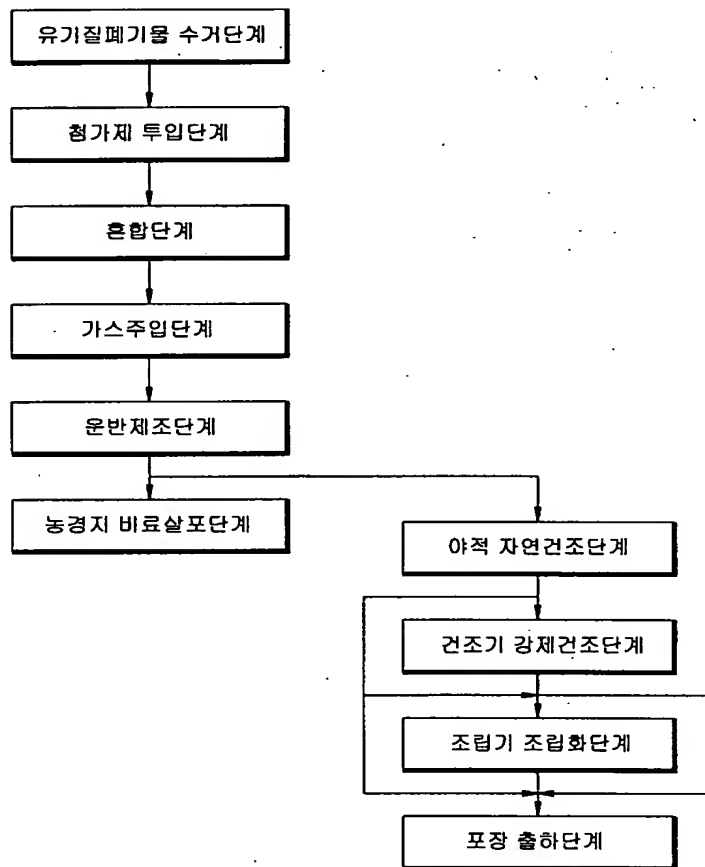 유기질폐기물 수거단계
첨가제 투입단계
혼합단계
가스주입단계
운반제조단계
농경지 비료살포단계
야적 자연건조단계
건조기 강제건조단계
조립기 조립화단계
포장 출하단계